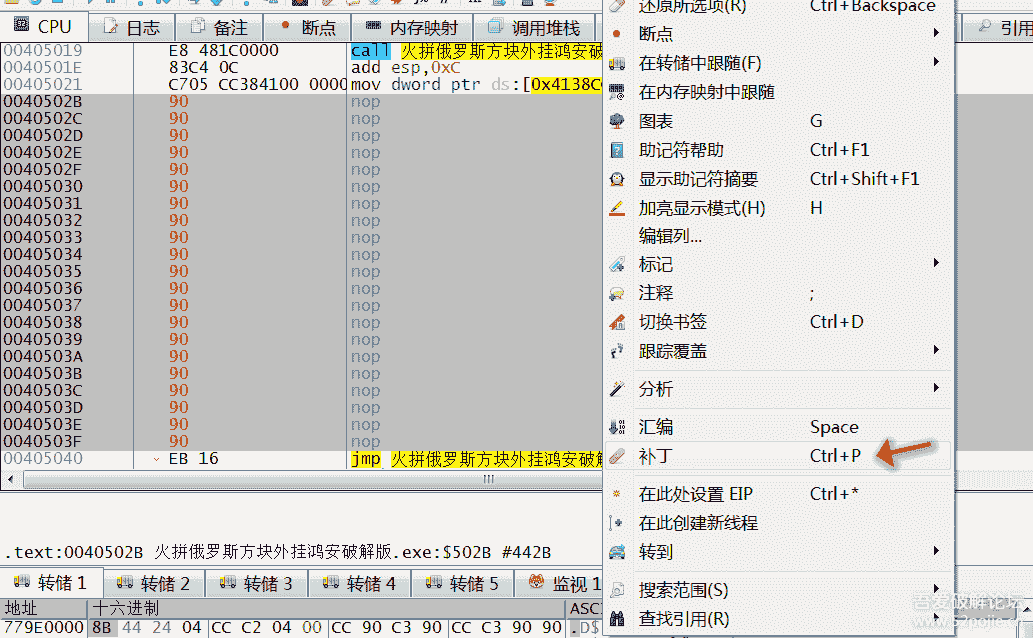 CPU 日志 备注 断点 内存映射 调用堆栈 引用
00405019 E8 481C0000 call 火拼俄罗斯方块外挂鸿安破
0040501E 83C4 0C add esp,0xC
00405021 C705 CC384100 0000 mov dword ptr ds:[0x4138C
0040502B 90 nop
0040502C 90 nop
0040502D 90 nop
0040502E 90 nop
0040502F 90 nop
00405030 90 nop
00405031 90 nop
00405032 90 nop
00405033 90 nop
00405034 90 nop
00405035 90 nop
00405036 90 nop
00405037 90 nop
00405038 90 nop
00405039 90 nop
0040503A 90 nop
0040503B 90 nop
0040503C 90 nop
0040503D 90 nop
0040503E 90 nop
0040503F 90 nop
00405040 EB 16 jmp 火拼俄罗斯方块外挂鸿安破解
.text:0040502B 火拼俄罗斯方块外挂鸿安破解版.exe:$502B #442B
转储 1 转储 2 转储 3 转储 4 转储 5 监视 1
地址 十六进制 ASC
779E0000 8B 44 24 04 CC C2 04 00 CC 90 C3 90 CC C3 90 90 .D$
还原所选项(R) Ctrl+Backspace
断点
在转储中跟随(F)
在内存映射中跟随
图表 G
助记符帮助 Ctrl+F1
显示助记符摘要 Ctrl+Shift+F1
加亮显示模式(H) H
编辑列...
标记
注释 ;
切换书签 Ctrl+D
跟踪覆盖
分析
汇编 Space
补丁 Ctrl+P
在此处设置 EIP Ctrl+*
在此创建新线程
转到
搜索范围(S)
查找引用(R)
吾爱破解论坛
www.52pojie.cn